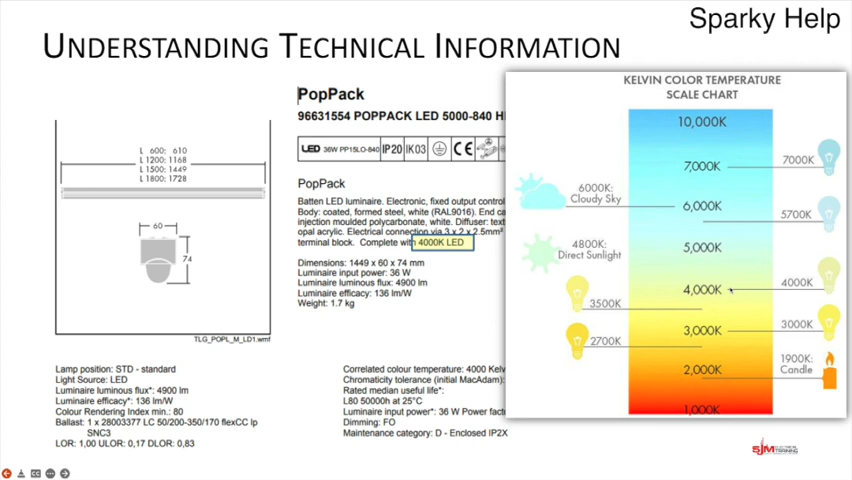 Sparky Help
UNDERSTANDING TECHNICAL INFORMATION
L 600: 610
L 1200: 1168
L 1500: 1449
L 1800: 1728
60
74
TLG_POPL_M_LD1.wmf
PopPack
96631554 POPPACK LED 5000-840 H
LED 36W PP15LO-840 IP20 IK03
PopPack
Batten LED luminaire. Electronic, fixed output control
Body: coated, formed steel, white (RAL9016). End ca
injection moulded polycarbonate, white. Diffuser: text
opal acrylic. Electrical connection via 3 x 2 x 2.5mm²
terminal block. Complete with 4000K LED
Dimensions: 1449 x 60 x 74 mm
Luminaire input power: 36 W
Luminaire luminous flux: 4900 lm
Luminaire efficacy: 136 lm/W
Weight: 1.7 kg
KELVIN COLOR TEMPERATURE
SCALE CHART
10,000K
7,000K
7000K
6000K:
Cloudy Sky
6,000K
5700K
4800K:
Direct Sunlight
5,000K
4,000K
4000K
3500K
3,000K
3000K
2700K
2,000K
1900K:
Candle
1,000K
Lamp position: STD - standard
Light Source: LED
Luminaire luminous flux*: 4900 lm
Luminaire efficacy*: 136 lm/W
Colour Rendering Index min.: 80
Ballast: 1 x 28003377 LC 50/200-350/170 flexCC lp
SNC3
LOR: 1,00 ULOR: 0,17 DLOR: 0,83
Correlated colour temperature: 4000 Kelv
Chromaticity tolerance (initial MacAdam):
Rated median useful life*:
L80 50000h at 25°C
Luminaire input power*: 36 W Power fact
Dimming: FO
Maintenance category: D - Enclosed IP2X
SJM
TRAINING